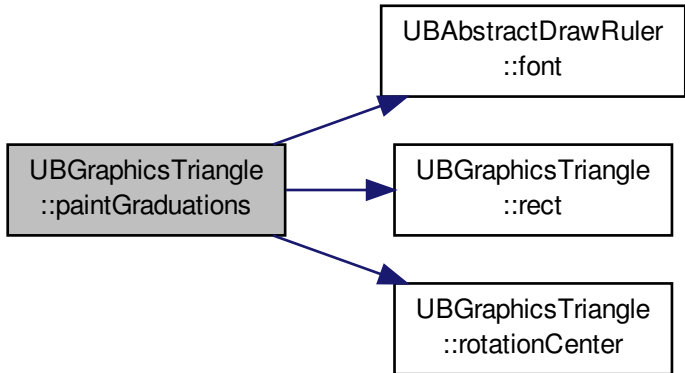 UBAbstractDrawRuler
::font
UBGraphicsTriangle
::paintGraduations
UBGraphicsTriangle
::rect
UBGraphicsTriangle
::rotationCenter